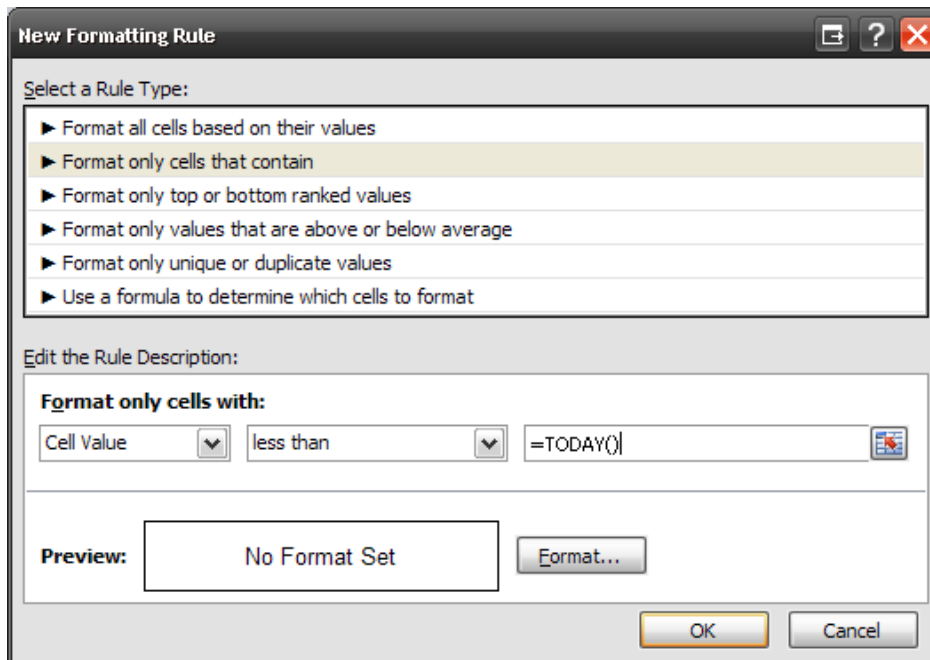 New Formatting Rule ?
Select a Rule Type:
► Format all cells based on their values
► Format only cells that contain
► Format only top or bottom ranked values
► Format only values that are above or below average
► Format only unique or duplicate values
► Use a formula to determine which cells to format
Edit the Rule Description:
Format only cells with:
Cell Value less than =TODAY()
Preview: No Format Set Format...
OK Cancel